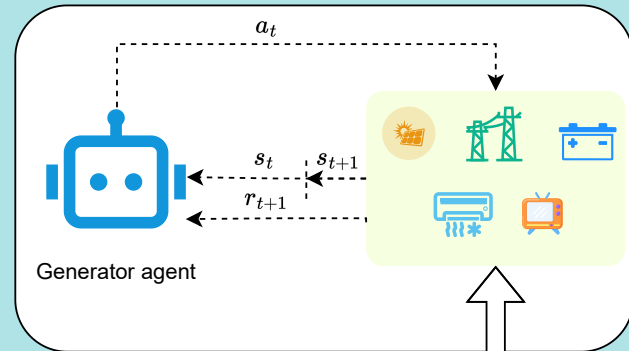 a_t
s_t
s_{t+1}
r_{t+1}
Generator agent